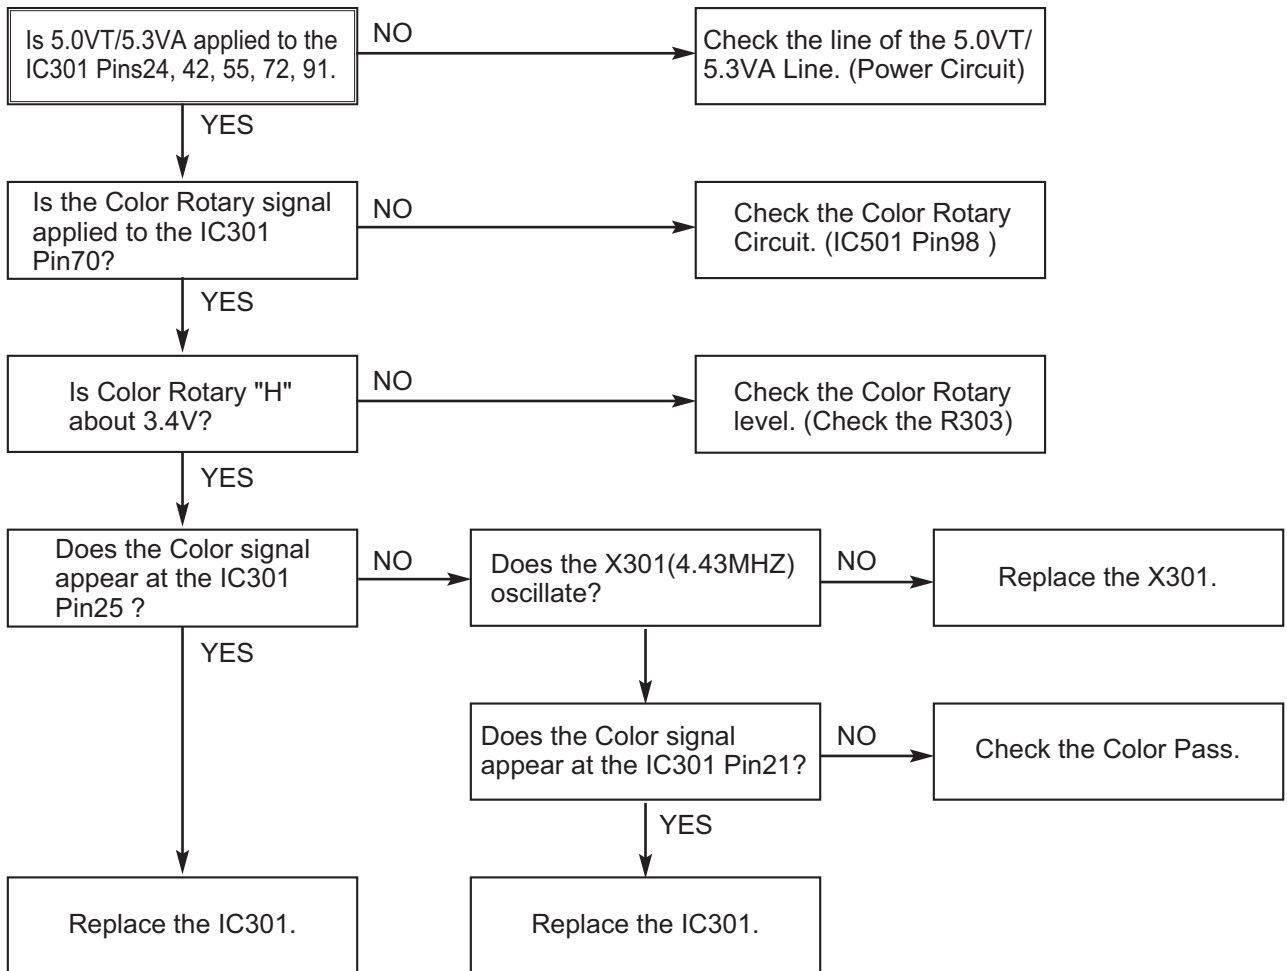 Is 5.0VT/5.3VA applied to the
IC301 Pins24, 42, 55, 72, 91.
NO
Check the line of the 5.0VT/
5.3VA Line. (Power Circuit)
YES
Is the Color Rotary signal
applied to the IC301
Pin70?
NO
Check the Color Rotary
Circuit. (IC501 Pin98 )
YES
Is Color Rotary "H"
about 3.4V?
NO
Check the Color Rotary
level. (Check the R303)
YES
Does the Color signal
appear at the IC301
Pin25 ?
NO
Does the X301(4.43MHZ)
oscillate?
NO
Replace the X301.
YES
Does the Color signal
appear at the IC301 Pin21?
NO
Check the Color Pass.
YES
Replace the IC301.
Replace the IC301.